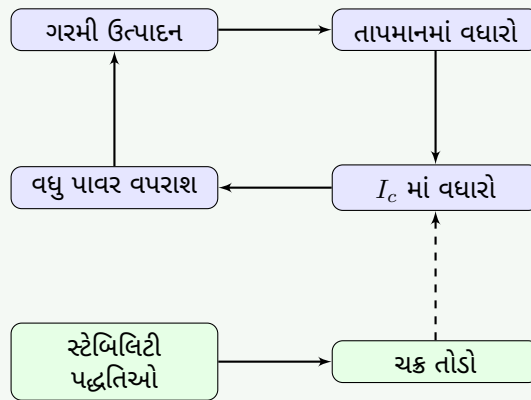 ગરમી ઉત્પાદન
તાપમાનમાં વધારો
વધુ પાવર વપરાશ
I_c માં વધારો
સ્ટેબિલિટી
પદ્ધતિઓ
ચક્ર તોડો